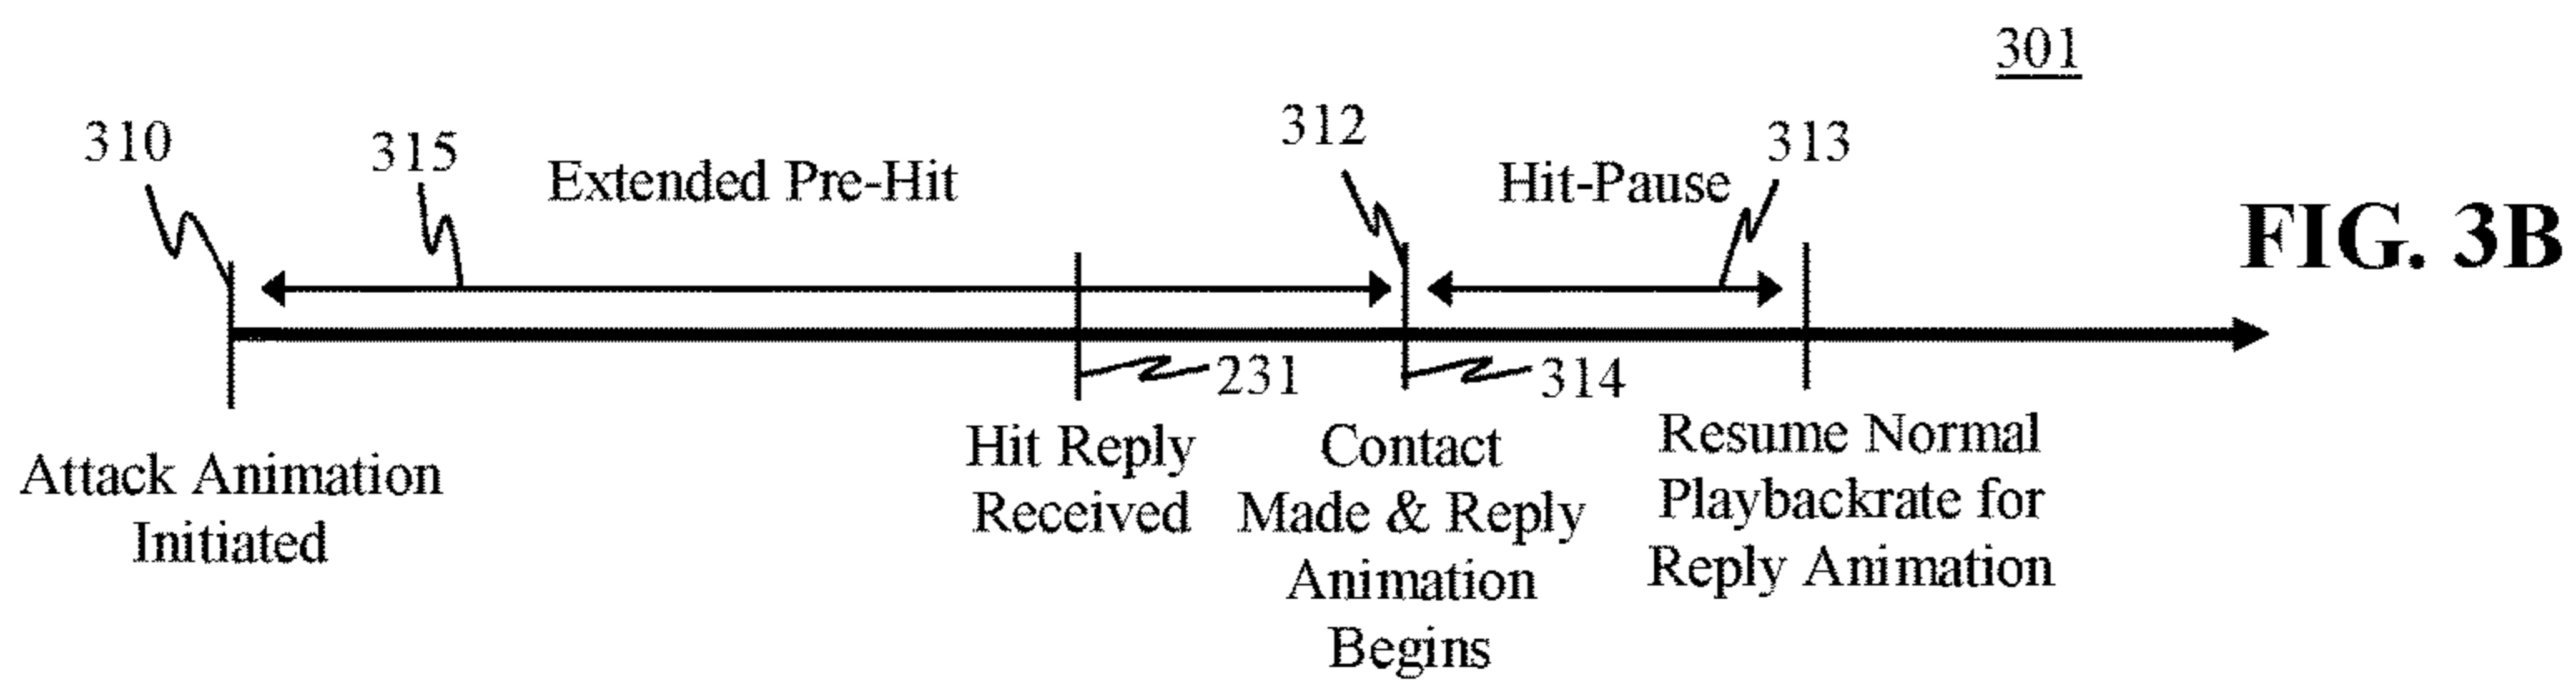 301
310
315
Extended Pre-Hit
312
Hit-Pause
313
FIG. 3B
231
314
Attack Animation
Initiated
Hit Reply
Received
Contact
Made & Reply
Animation
Begins
Resume Normal
Playbackrate for
Reply Animation